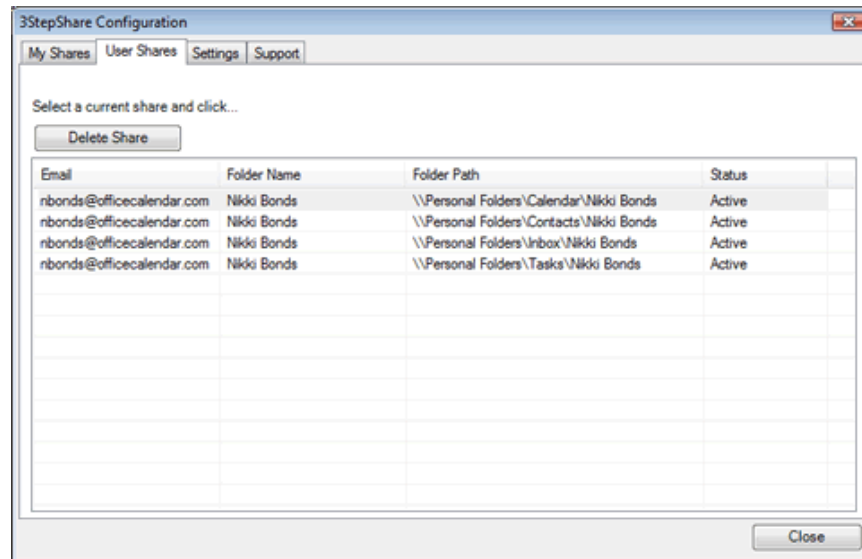 3StepShare Configuration
My Shares User Shares Settings Support
Select a current share and click...
Delete Share
Email Folder Name Folder Path Status
nbonds@officecalendar.com Nikki Bonds \\Personal Folders\Calendar\Nikki Bonds Active
nbonds@officecalendar.com Nikki Bonds \\Personal Folders\Contacts\Nikki Bonds Active
nbonds@officecalendar.com Nikki Bonds \\Personal Folders\Inbox\Nikki Bonds Active
nbonds@officecalendar.com Nikki Bonds \\Personal Folders\Tasks\Nikki Bonds Active
Close